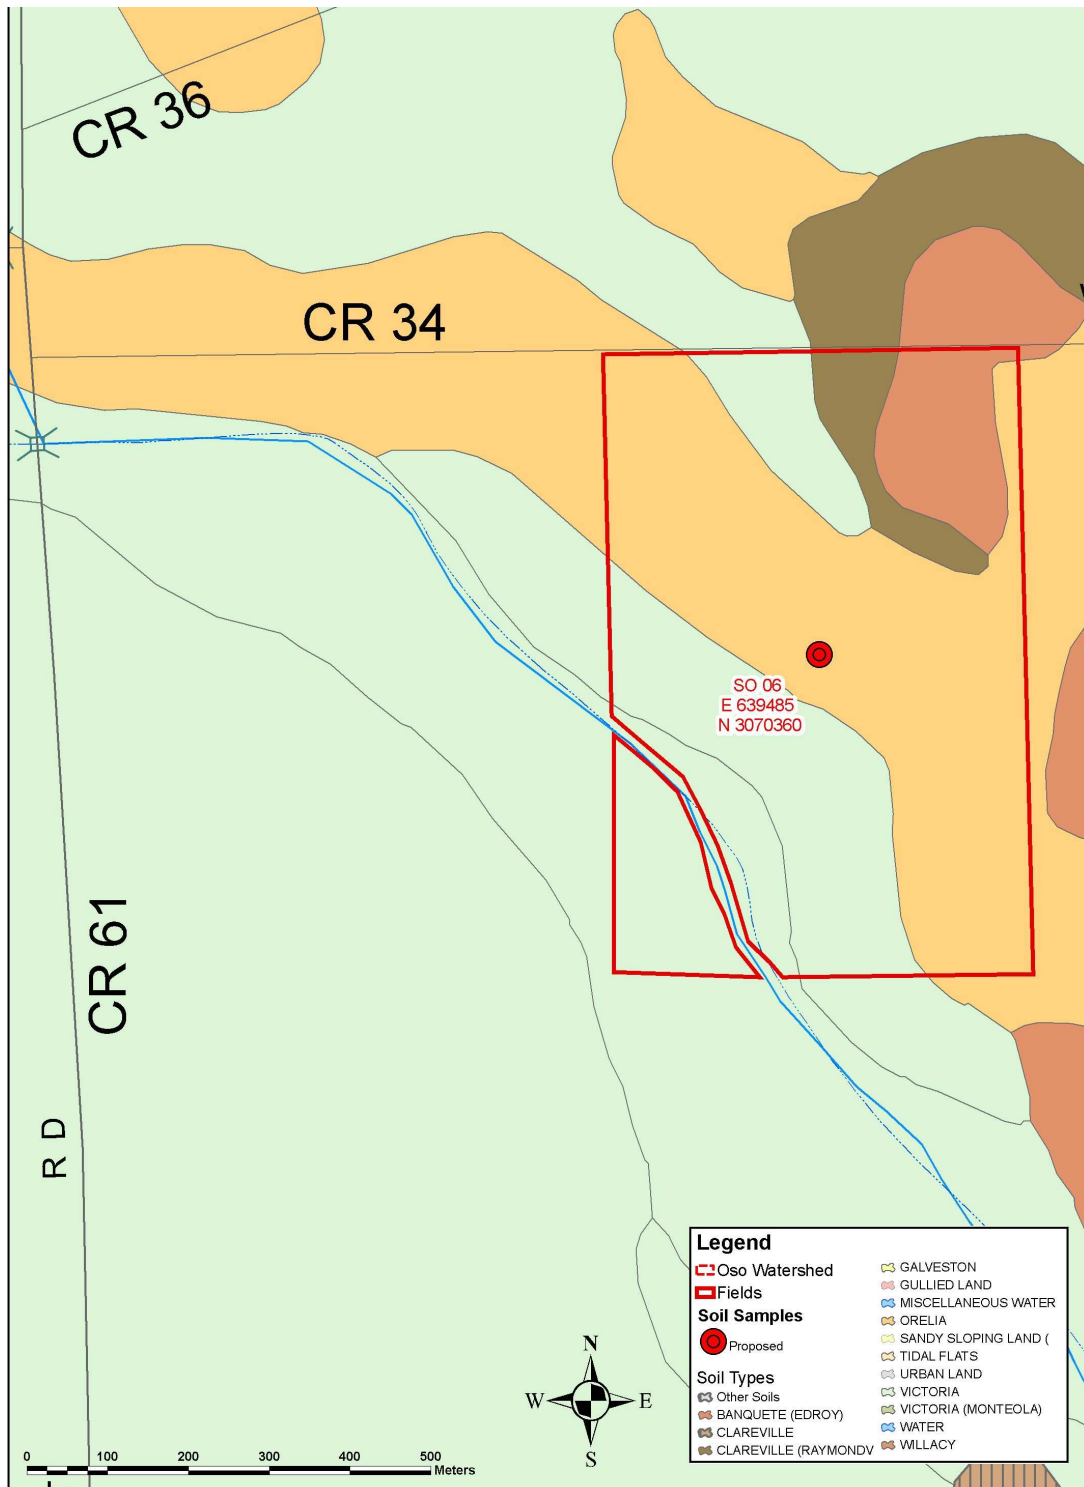 CR 36
CR 34
SO 06
E 639485
N 3070360
CR 61
R D
Legend
Oso Watershed
Fields
Soil Samples
Proposed
Soil Types
Other Soils
BANQUETE (EDROY)
CLAREVILLE
CLAREVILLE (RAYMONDV
GALVESTON
GULLIED LAND
MISCELLANEOUS WATER
ORELIA
SANDY SLOPING LAND (
TIDAL FLATS
URBAN LAND
VICTORIA
VICTORIA (MONTEOLA)
WATER
WILLACY
N
W E
S
0 100 200 300 400 500
Meters